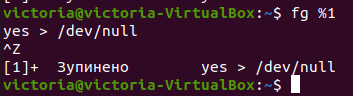 victoria@victoria-VirtualBox:~$ fg %1
yes > /dev/null
^Z
[1]+  Зупинено        yes > /dev/null
victoria@victoria-VirtualBox:~$